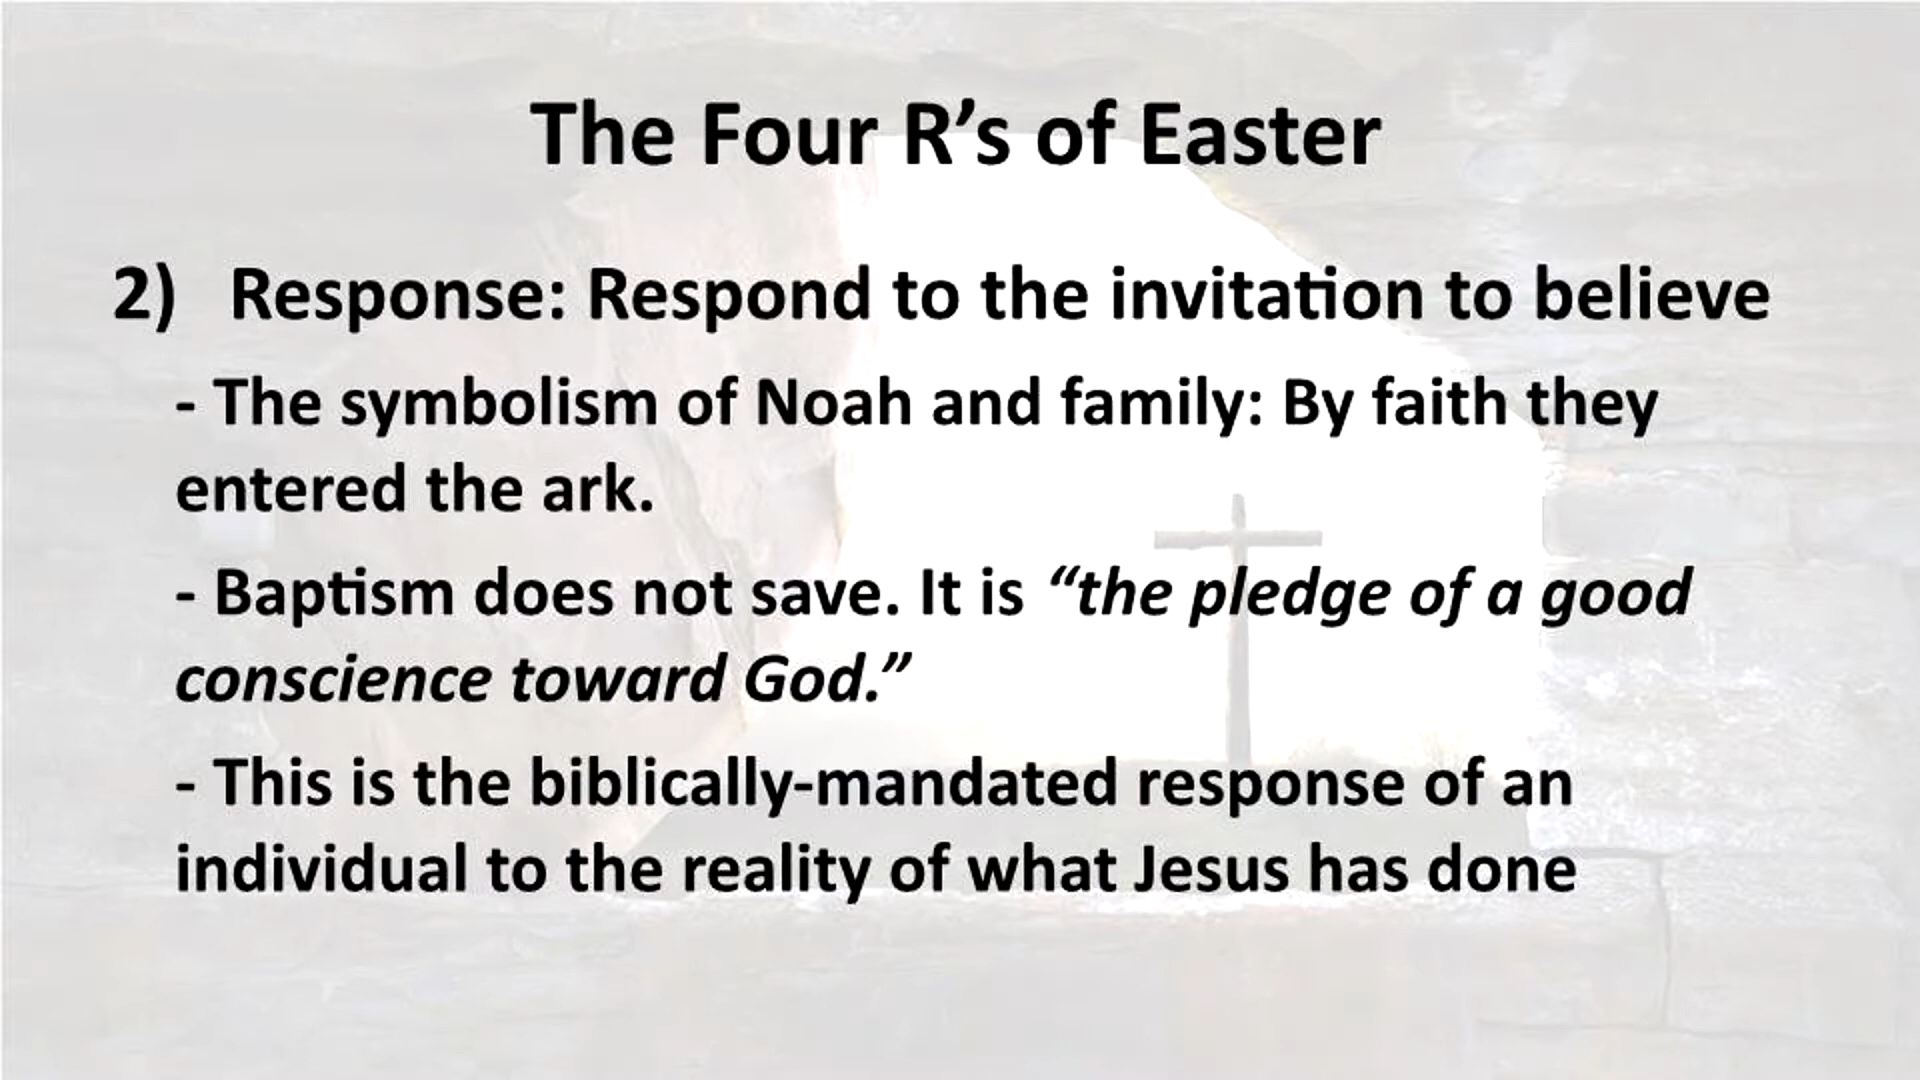 The Four R’s of Easter
2) Response: Respond to the invitation to believe
- The symbolism of Noah and family: By faith they
entered the ark.
- Baptism does not save. It is “the pledge of a good
conscience toward God.”
- This is the biblically-mandated response of an
individual to the reality of what Jesus has done